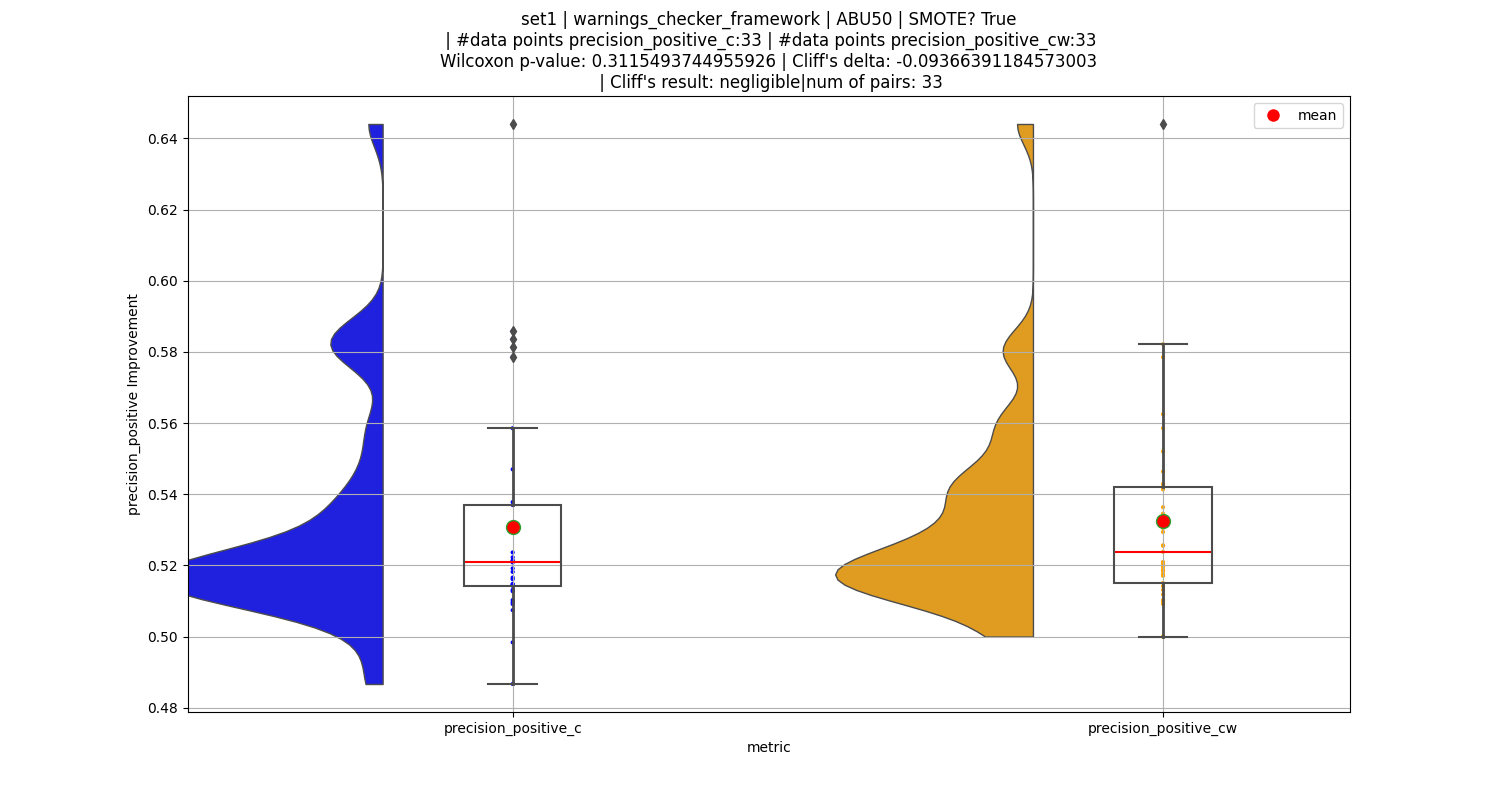 set1 | warnings_checker_framework | ABU50 | SMOTE? True
| #data points precision_positive_c:33 | #data points precision_positive_cw:33
Wilcoxon p-value: 0.3115493744955926 | Cliff's delta: -0.09366391184573003
| Cliff's result: negligible|num of pairs: 33
mean
0.64
0.62
0.60
0.58
0.56
0.54
0.52
0.50
0.48
precision_positive Improvement
precision_positive_c
precision_positive_cw
metric